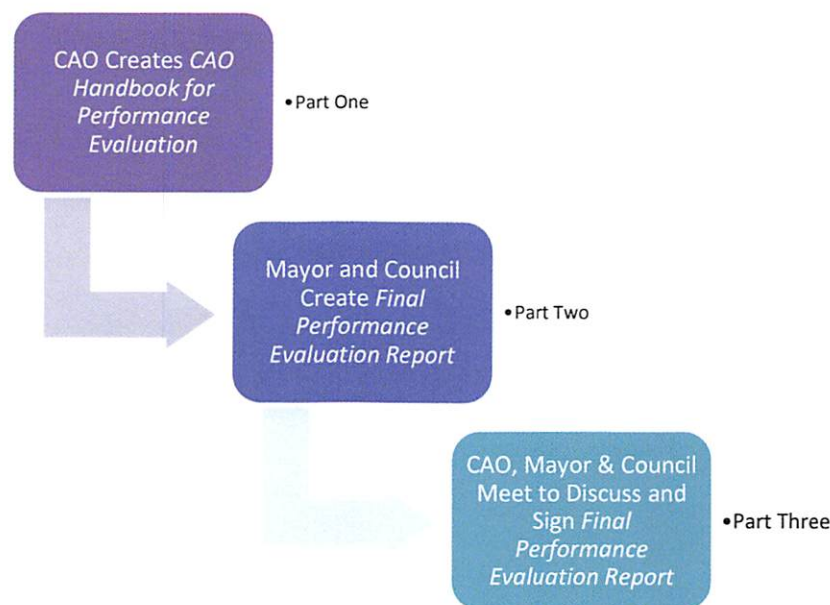 CAO Creates CAO
Handbook for
Performance
Evaluation
•Part One
Mayor and Council
Create Final
Performance
Evaluation Report
•Part Two
CAO, Mayor & Council
Meet to Discuss and
Sign Final
Performance
Evaluation Report
•Part Three